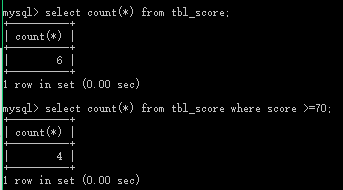 mysql> select count(*) from tbl_score;
+----------+
| count(*) |
+----------+
|        6 |
+----------+
1 row in set (0.00 sec)
mysql> select count(*) from tbl_score where score >=70;
+----------+
| count(*) |
+----------+
|        4 |
+----------+
1 row in set (0.00 sec)